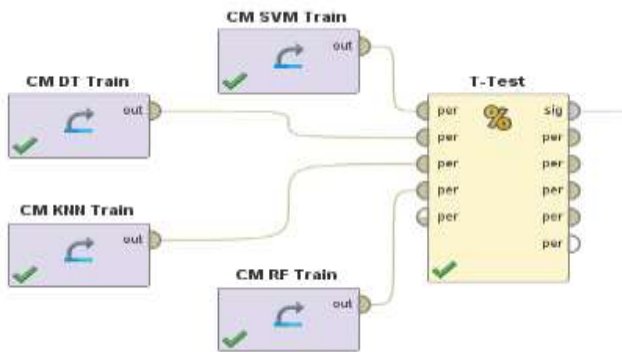 CM SVM Train
out
CM DT Train
out
CM KNN Train
out
CM RF Train
out
T-Test
per sig
per per
per per
per per
per per
per